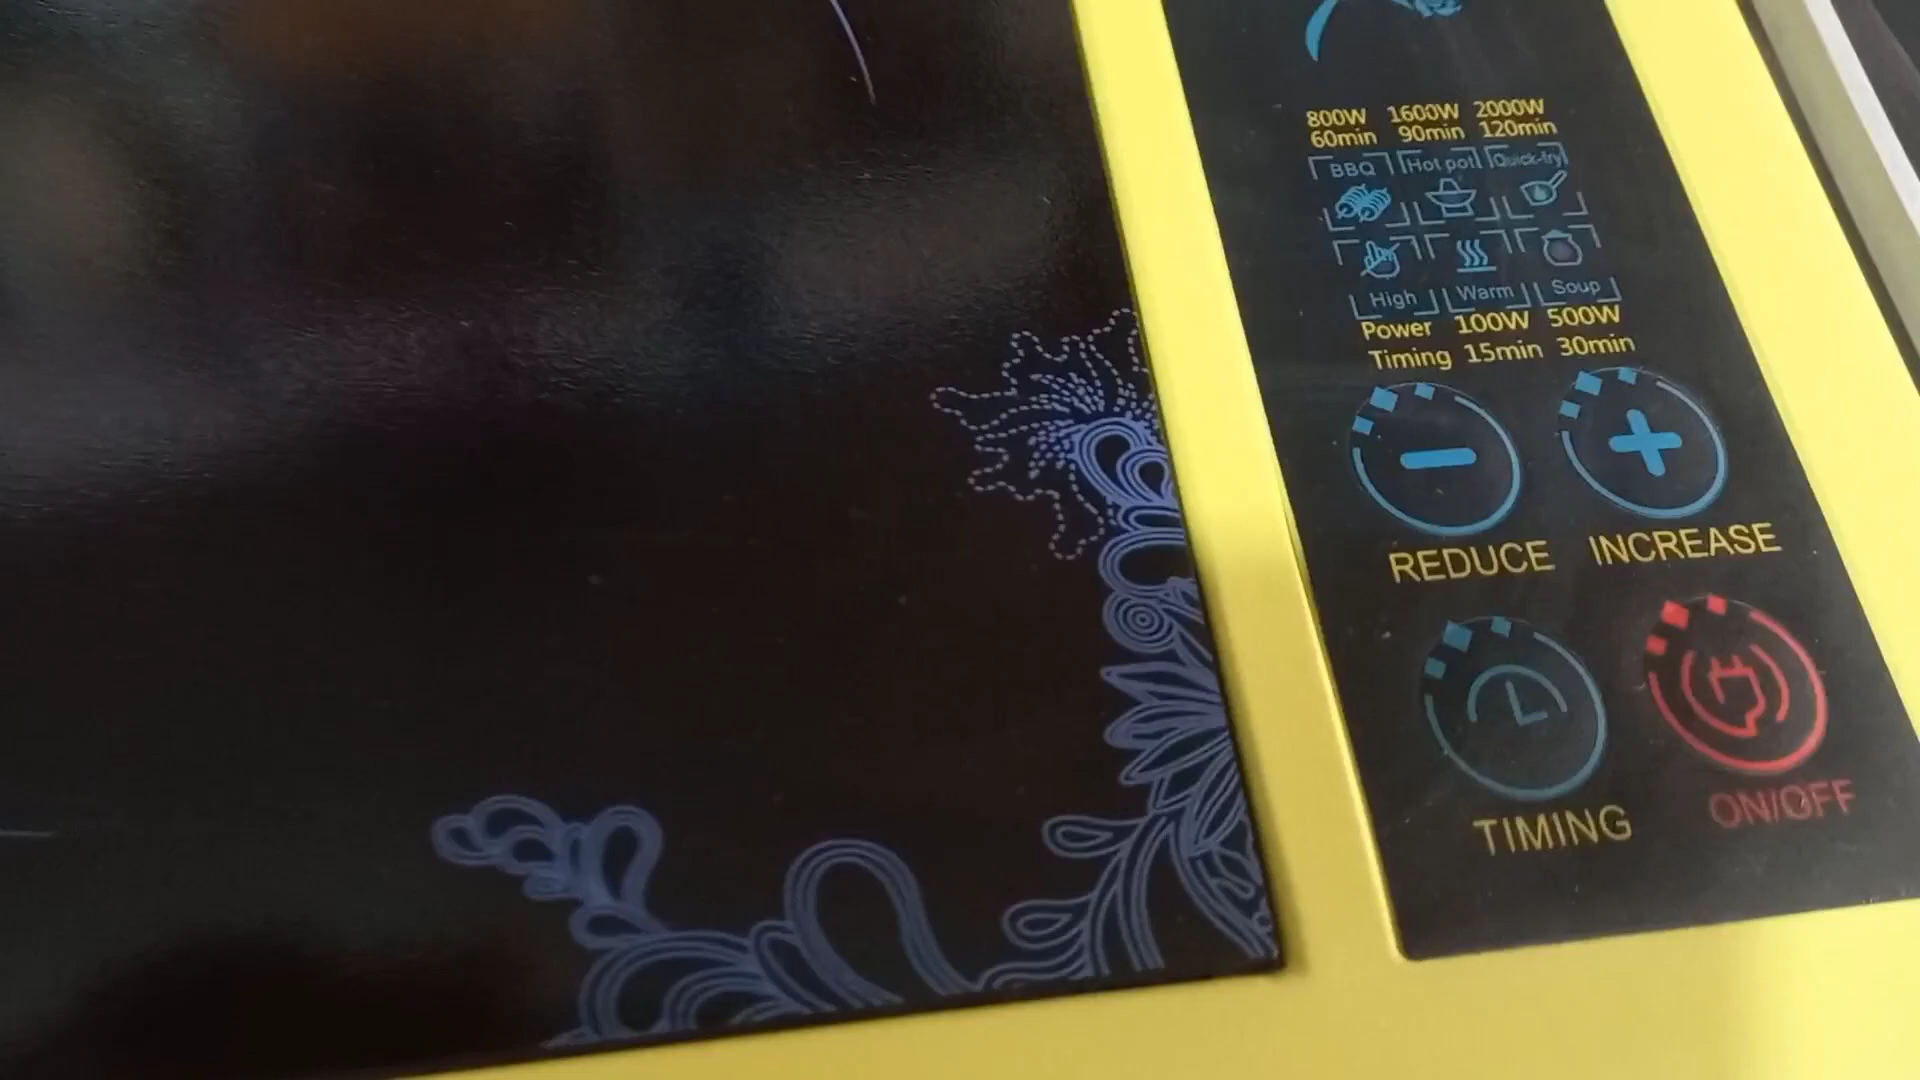 800W 1600W 2000W
60min 90min 120min
BBQ Hot pot Quick-fry
High Warm Soup
Power 100W 500W
Timing 15min 30min
REDUCE INCREASE
TIMING ON/OFF